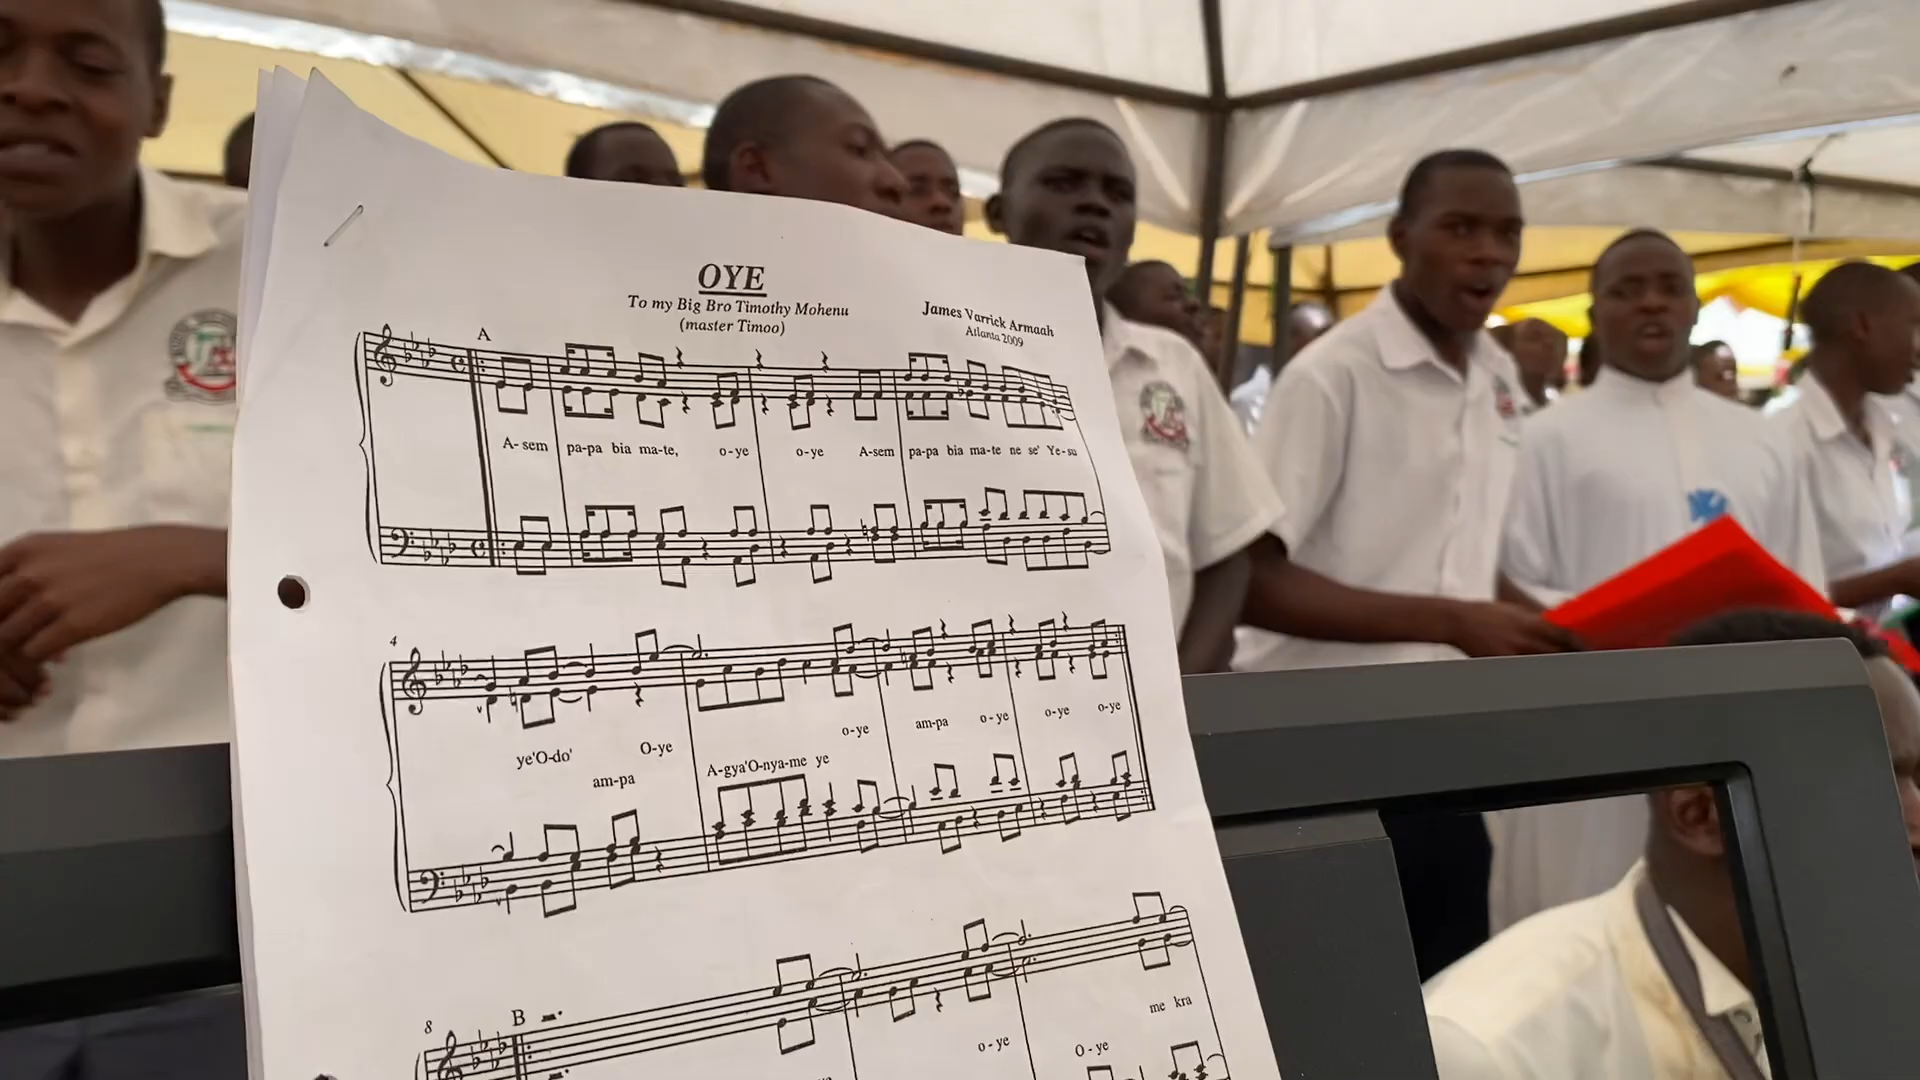 OYE
To my Big Bro Timothy Mohenu
(master Timoo)
James Varrick Armaah
Atlanta 2009
A
A- sem pa-pa bia ma-te, o-ye o-ye A-sem pa-pa bia ma-te ne se' Ye-su
4
ye'O-do' O-ye o-ye am-pa o-ye o-ye o-ye
am-pa A-gya'O-nya-me ye
8
B
me kra
o-ye O-ye